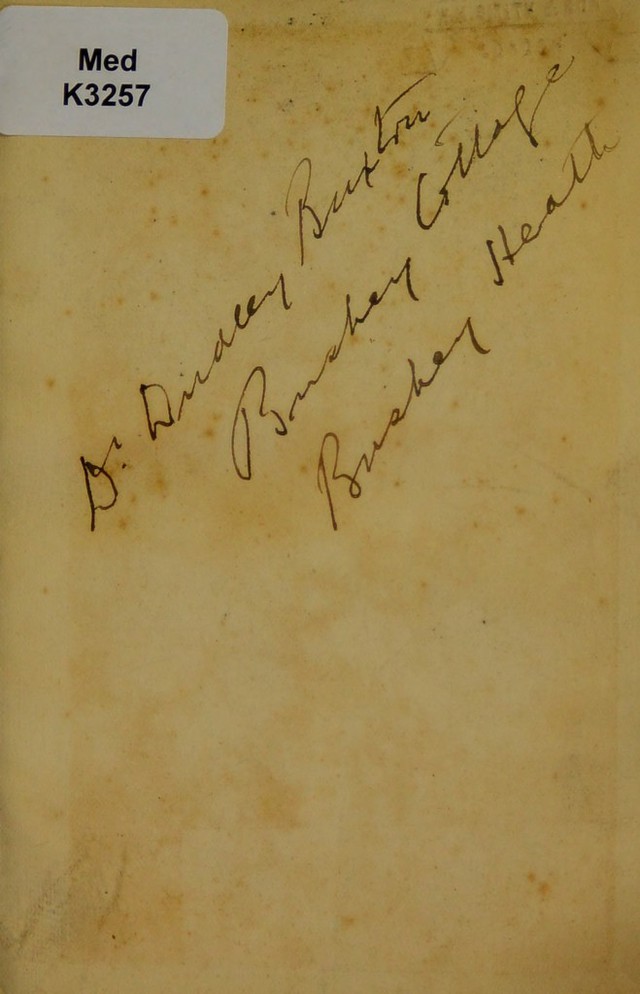 Med
K3257
Dr. Dudley Buxton
Bushey Cottage
Bushey Heath